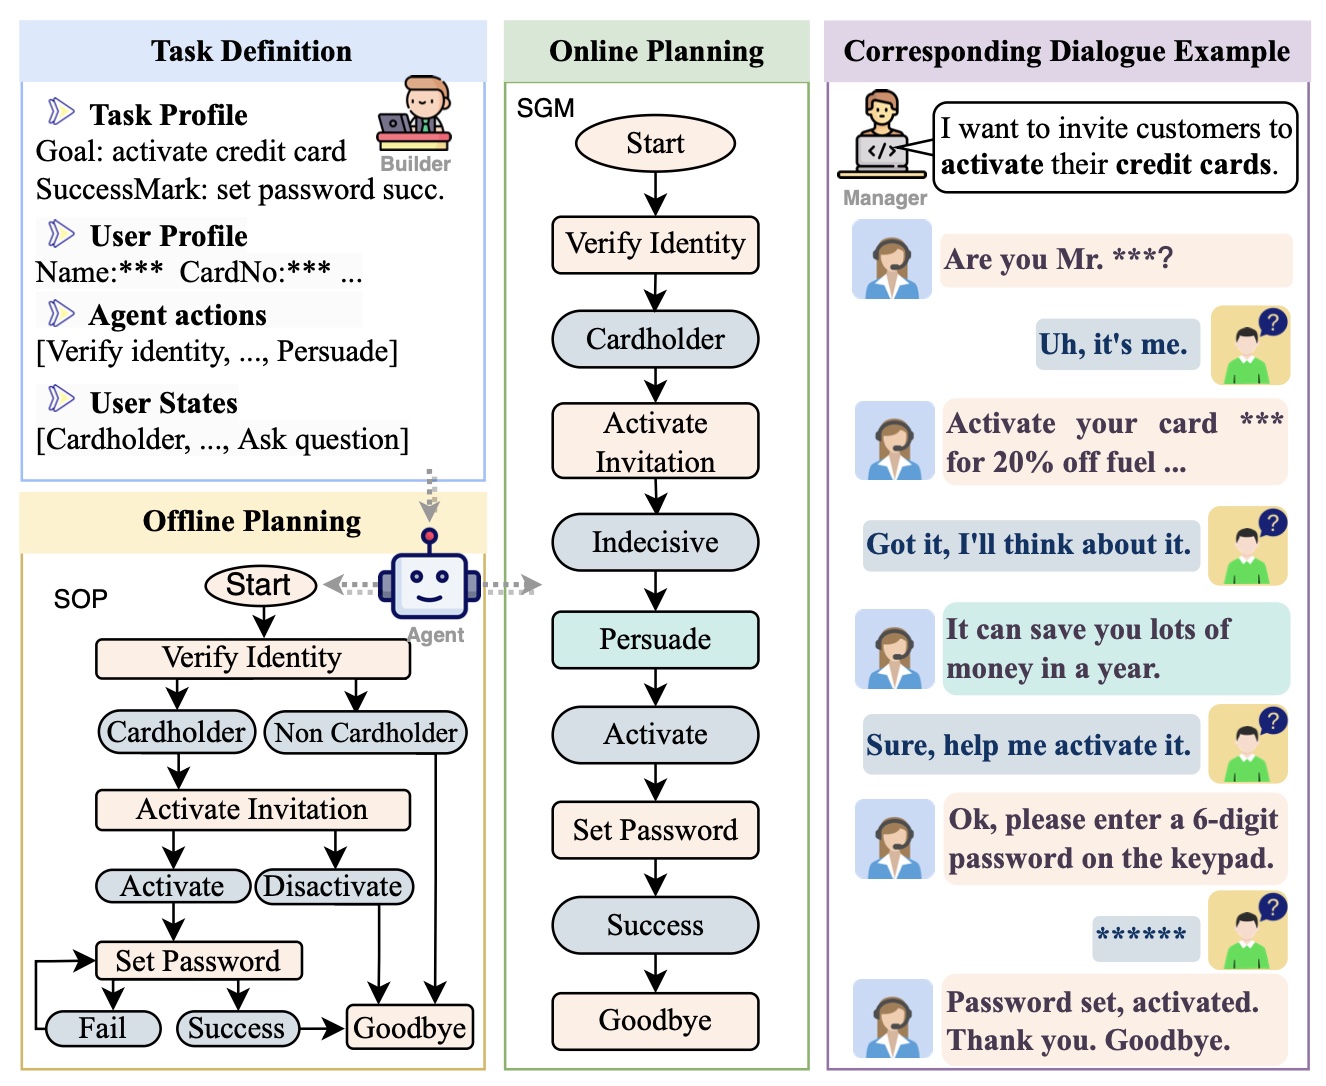 Task Definition
Task Profile
Goal: activate credit card
SuccessMark: set password succ.
Builder
User Profile
Name:*** CardNo:*** ...
Agent actions
[Verify identity, ..., Persuade]
User States
[Cardholder, ..., Ask question]
Offline Planning
SOP
Start
Agent
Verify Identity
Cardholder
Non Cardholder
Activate Invitation
Activate
Disactivate
Set Password
Fail
Success
Goodbye
Online Planning
SGM
Start
Verify Identity
Cardholder
Activate
Invitation
Indecisive
Persuade
Activate
Set Password
Success
Goodbye
Corresponding Dialogue Example
I want to invite customers to
activate their credit cards.
</>
Manager
Are you Mr. ***?
Uh, it's me.
?
Activate your card ***
for 20% off fuel ...
Got it, I'll think about it.
?
It can save you lots of
money in a year.
Sure, help me activate it.
?
Ok, please enter a 6-digit
password on the keypad.
******
?
Password set, activated.
Thank you. Goodbye.